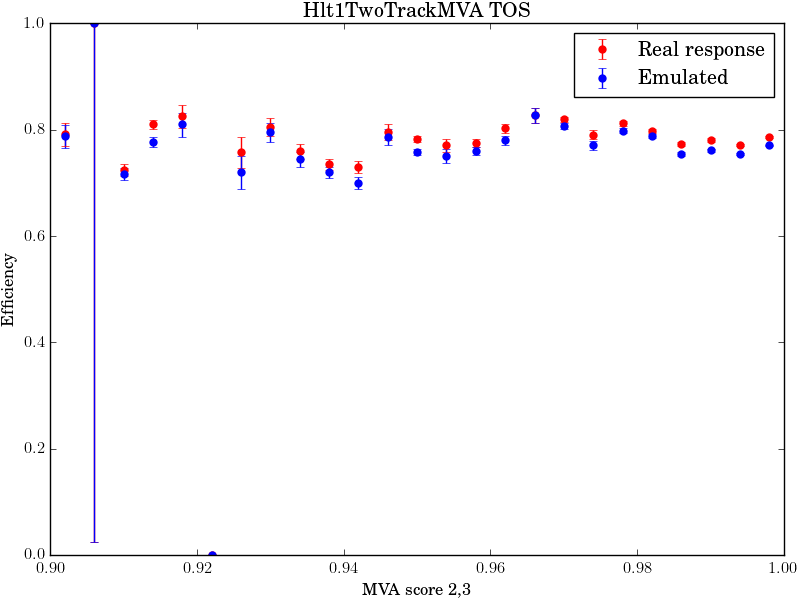 Hlt1TwoTrackMVA TOS
1.0
Real response
Emulated
0.8
0.6
Efficiency
0.4
0.2
0.0
0.90 0.92 0.94 0.96 0.98 1.00
MVA score 2,3